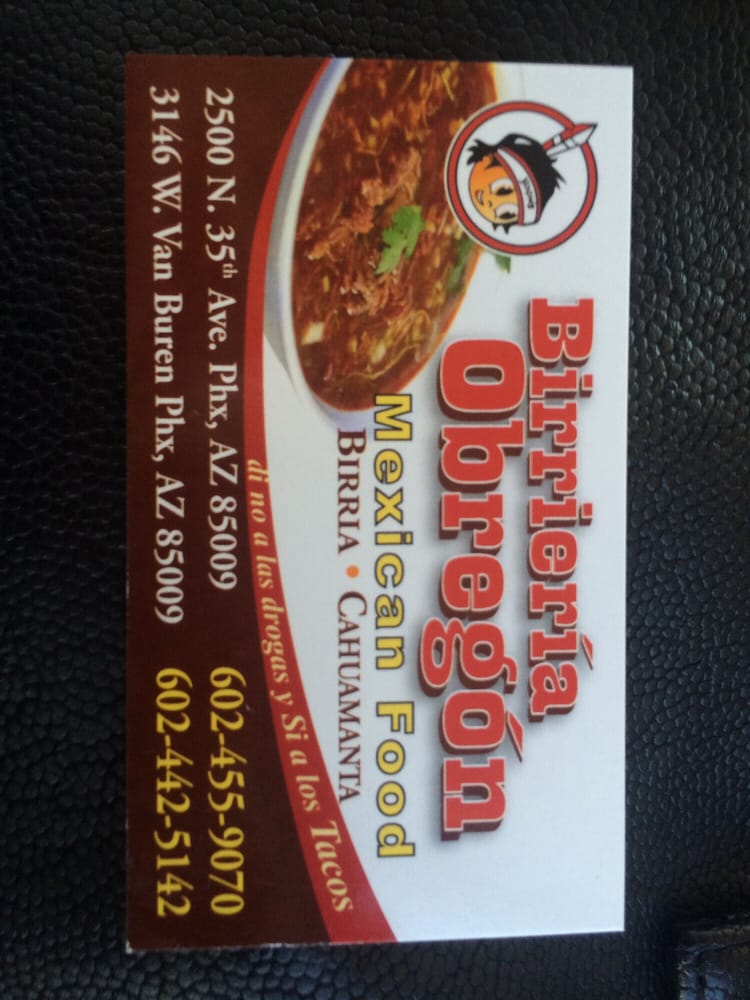 Birriería
Obregón
Mexican Food
BIRRIA • CAHUAMANTA
di no a las drogas y Si a los Tacos
2500 N. 35th Ave. Phx, AZ 85009 602-455-9070
3146 W. Van Buren Phx, AZ 85009 602-442-5142